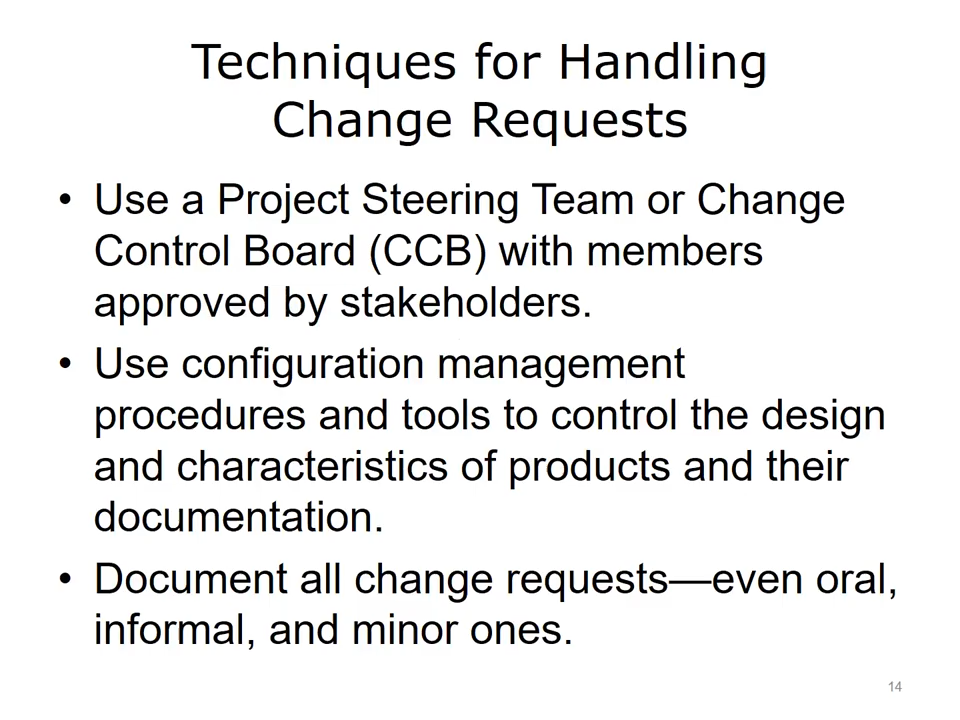 Techniques for Handling
Change Requests
• Use a Project Steering Team or Change
Control Board (CCB) with members
approved by stakeholders.
• Use configuration management
procedures and tools to control the design
and characteristics of products and their
documentation.
• Document all change requests—even oral,
informal, and minor ones.
14